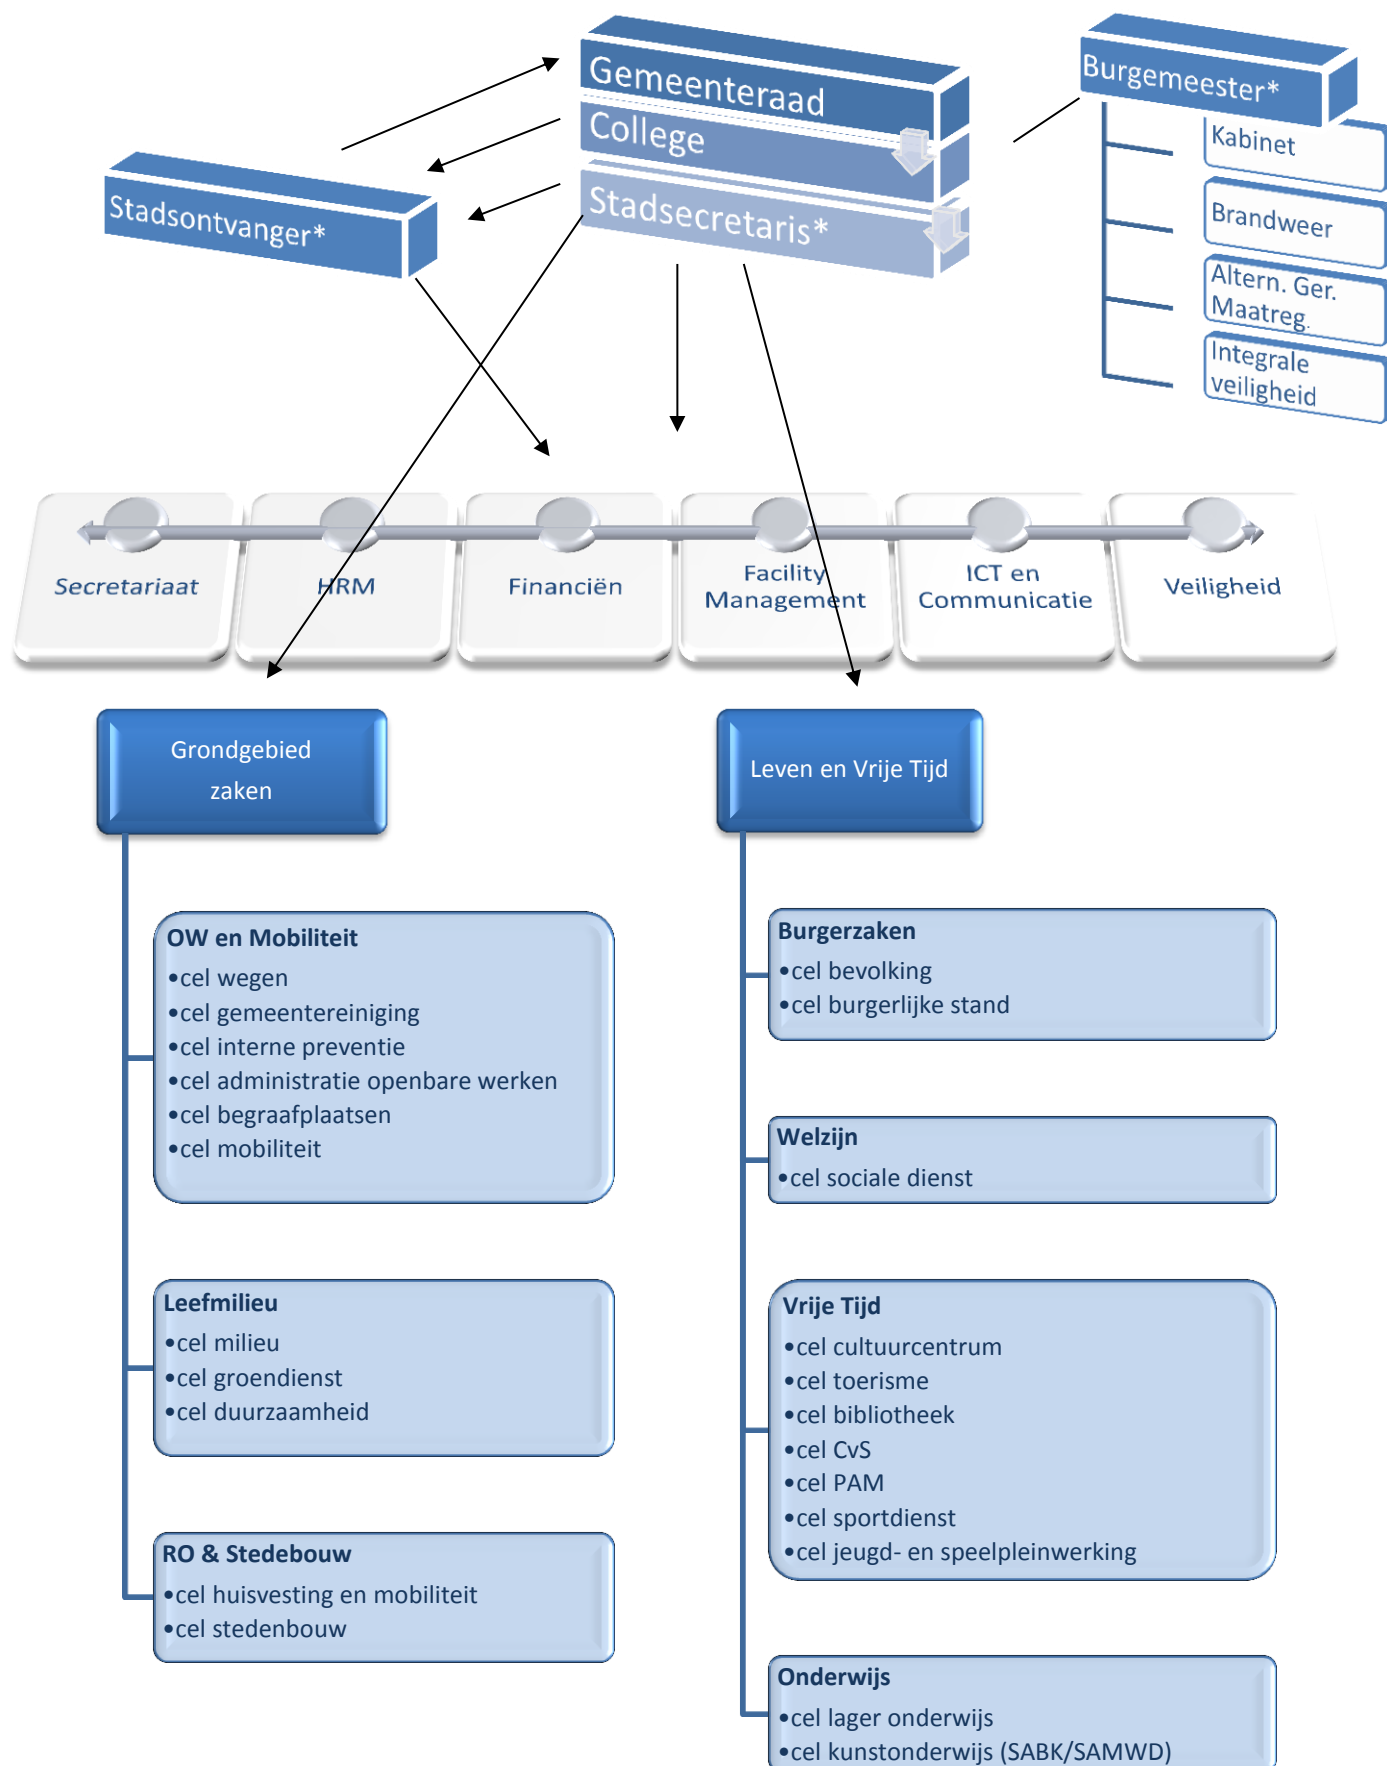 Gemeenteraad
College
Stadsecretaris*
Burgemeester*
Kabinet
Brandweer
Altern. Ger.
Maatreg.
Integrale
veiligheid
Stadsontvanger*
Secretariaat
HRM
Financiën
Facility
Management
ICT en
Communicatie
Veiligheid
Grondgebied
zaken
OW en Mobiliteit
•cel wegen
•cel gemeentereiniging
•cel interne preventie
•cel administratie openbare werken
•cel begraafplaatsen
•cel mobiliteit
Leefmilieu
•cel milieu
•cel groendienst
•cel duurzaamheid
RO & Stedebouw
•cel huisvesting en mobiliteit
•cel stedenbouw
Leven en Vrije Tijd
Burgerzaken
•cel bevolking
•cel burgerlijke stand
Welzijn
•cel sociale dienst
Vrije Tijd
•cel cultuurcentrum
•cel toerisme
•cel bibliotheek
•cel CvS
•cel PAM
•cel sportdienst
•cel jeugd- en speelpleinwerking
Onderwijs
•cel lager onderwijs
•cel kunstonderwijs (SABK/SAMWD)